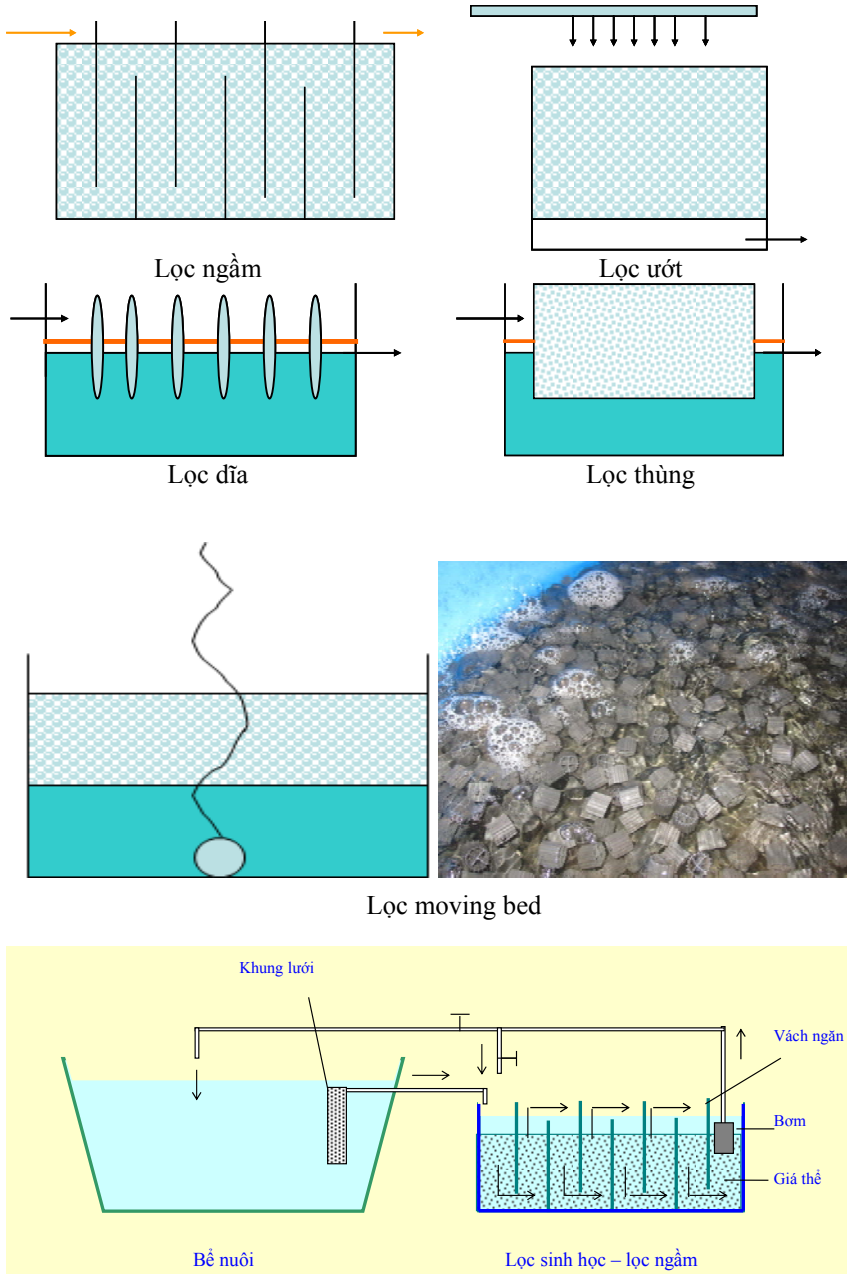 Lọc ngầm
Lọc ướt
Lọc dĩa
Lọc thùng
Lọc moving bed
Khung lưới
Vách ngăn
Bơm
Giá thể
Bể nuôi
Lọc sinh học – lọc ngầm